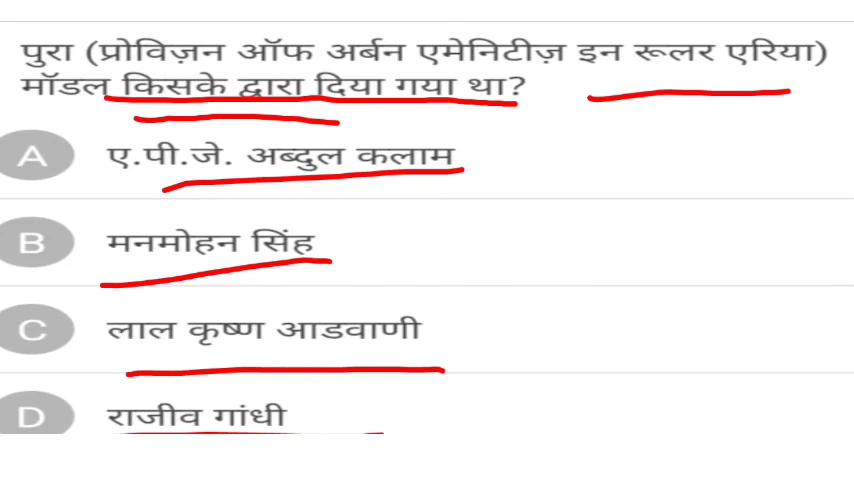 पुरा (प्रोविज़न ऑफ अर्बन एमेनिटीज़ इन रूलर एरिया)
मॉडल किसके द्वारा दिया गया था?
A ए.पी.जे. अब्दुल कलाम
B मनमोहन सिंह
C लाल कृष्ण आडवाणी
D राजीव गांधी